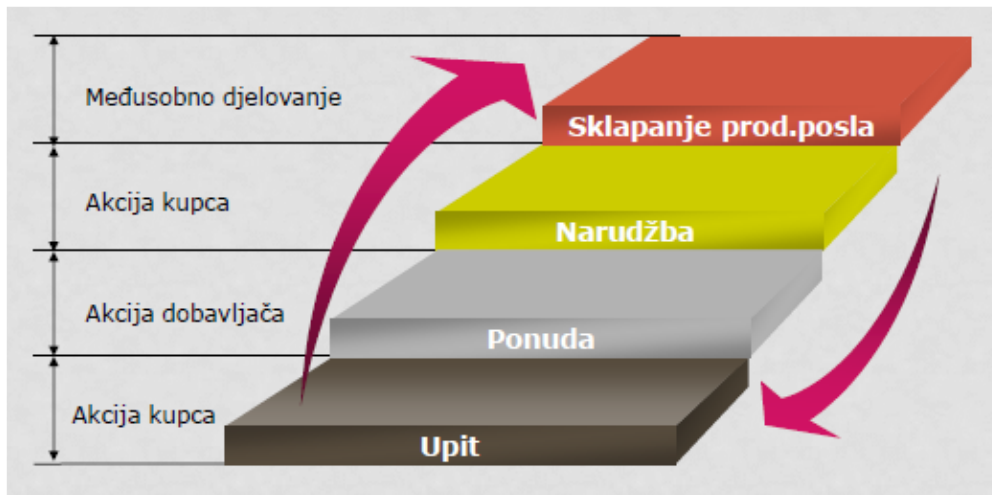 Međusobno djelovanje
Sklapanje prod.posla
Akcija kupca
Narudžba
Akcija dobavljača
Ponuda
Akcija kupca
Upit